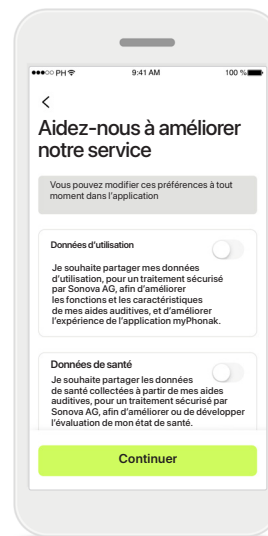 PH 9:41 AM 100 %
Aidez-nous à améliorer
notre service
Vous pouvez modifier ces préférences à tout
moment dans l'application
Données d'utilisation
Je souhaite partager mes données
d'utilisation, pour un traitement sécurisé
par Sonova AG, afin d'améliorer
les fonctions et les caractéristiques
de mes aides auditives, et d'améliorer
l'expérience de l'application myPhonak.
Données de santé
Je souhaite partager les données
de santé collectées à partir de mes aides
auditives, pour un traitement sécurisé par
Sonova AG, afin d'améliorer ou de développer
l'évaluation de mon état de santé.
Continuer